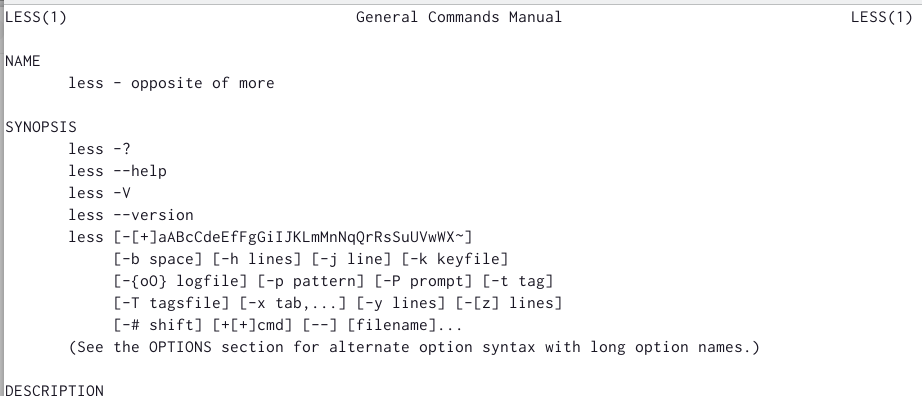 LESS(1) General Commands Manual LESS(1)
NAME
less - opposite of more
SYNOPSIS
less -?
less --help
less -V
less --version
less [-[+]aABcCdeEfFgGiIJKLmMnNqQrRsSuUVwWX~]
[-b space] [-h lines] [-j line] [-k keyfile]
[-{oO} logfile] [-p pattern] [-P prompt] [-t tag]
[-T tagsfile] [-x tab,...] [-y lines] [-[z] lines]
[-# shift] [+[+]cmd] [--] [filename]...
(See the OPTIONS section for alternate option syntax with long option names.)
DESCRIPTION